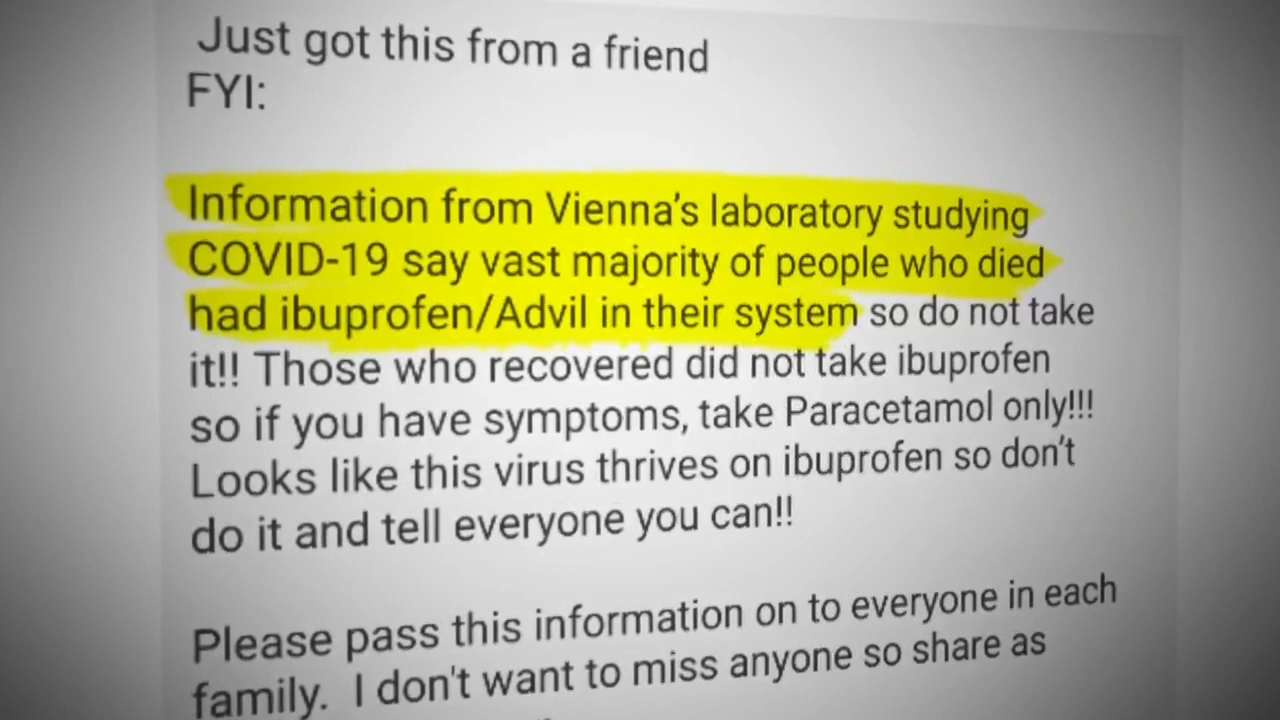 Just got this from a friend
FYI:
Information from Vienna's laboratory studying
COVID-19 say vast majority of people who died
had ibuprofen/Advil in their system so do not take
it!! Those who recovered did not take ibuprofen
so if you have symptoms, take Paracetamol only!!!
Looks like this virus thrives on ibuprofen so don't
do it and tell everyone you can!!
Please pass this information on to everyone in each
family. I don't want to miss anyone so share as